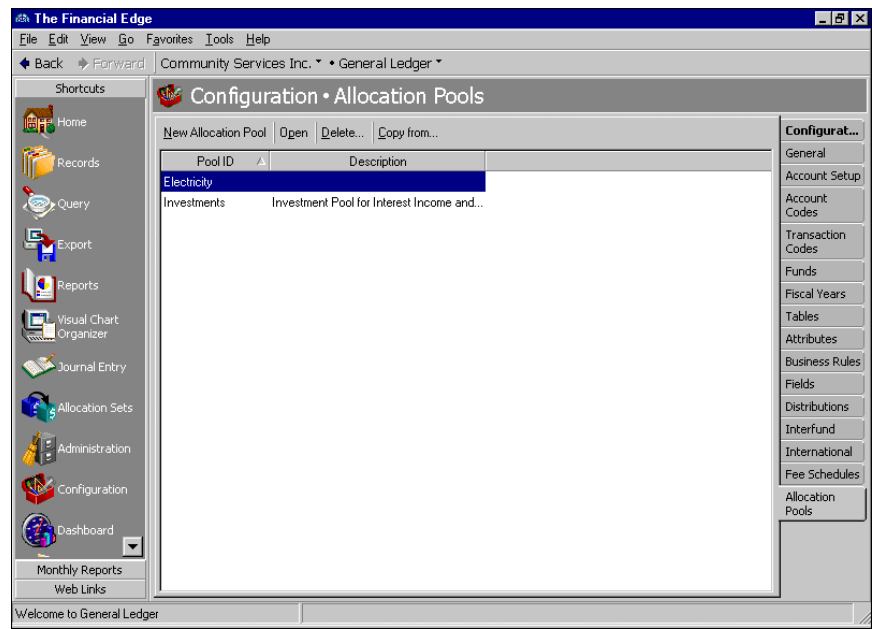 The Financial Edge
File Edit View Go Favorites Tools Help
Back Forward Community Services Inc. • General Ledger
Shortcuts
Home
Records
Query
Export
Reports
Visual Chart
Organizer
Journal Entry
Allocation Sets
Administration
Configuration
Dashboard
Monthly Reports
Web Links
Configuration • Allocation Pools
New Allocation Pool Open Delete... Copy from...
Pool ID Description
Electricity
Investments Investment Pool for Interest Income and...
Configurat...
General
Account Setup
Account
Codes
Transaction
Codes
Funds
Fiscal Years
Tables
Attributes
Business Rules
Fields
Distributions
Interfund
International
Fee Schedules
Allocation
Pools
Welcome to General Ledger